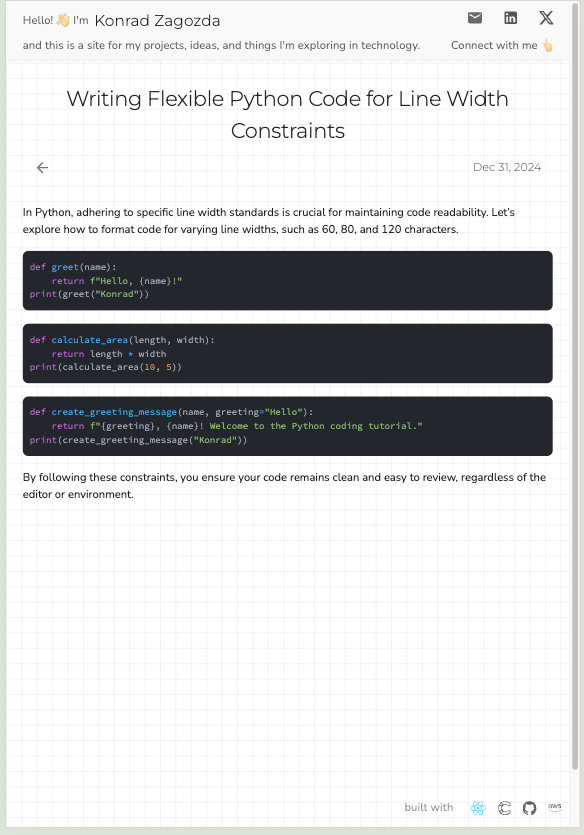 Hello! 👋 I'm Konrad Zagozda
and this is a site for my projects, ideas, and things I'm exploring in technology.
Connect with me 👆
Writing Flexible Python Code for Line Width
Constraints
Dec 31, 2024
In Python, adhering to specific line width standards is crucial for maintaining code readability. Let’s
explore how to format code for varying line widths, such as 60, 80, and 120 characters.
def greet(name):
    return f"Hello, {name}!"
print(greet("Konrad"))
def calculate_area(length, width):
    return length * width
print(calculate_area(10, 5))
def create_greeting_message(name, greeting="Hello"):
    return f"{greeting}, {name}! Welcome to the Python coding tutorial."
print(create_greeting_message("Konrad"))
By following these constraints, you ensure your code remains clean and easy to review, regardless of the
editor or environment.
built with
aws